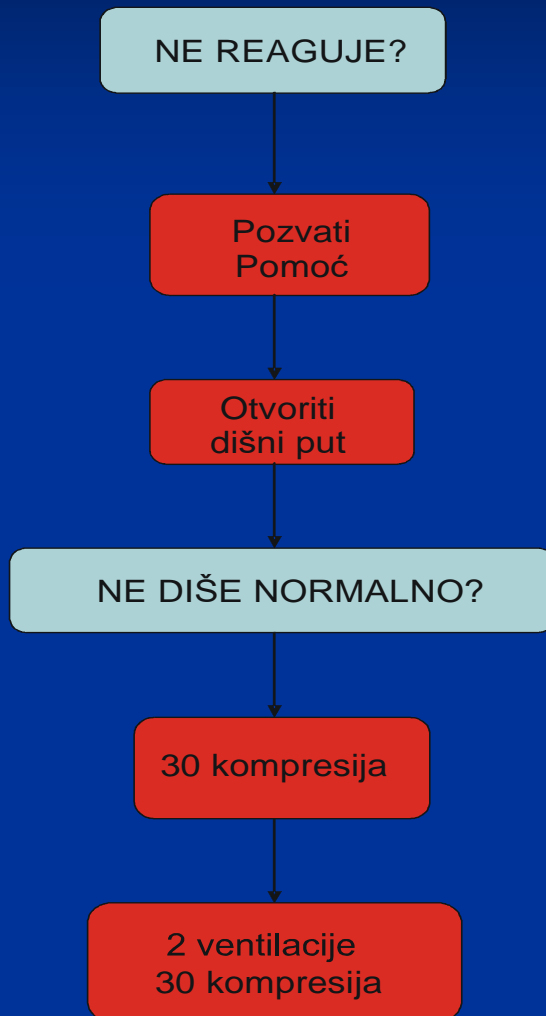 NE REAGUJE?
Pozvati
Pomoć
Otvoriti
dišni put
NE DIŠE NORMALNO?
30 kompresija
2 ventilacije
30 kompresija